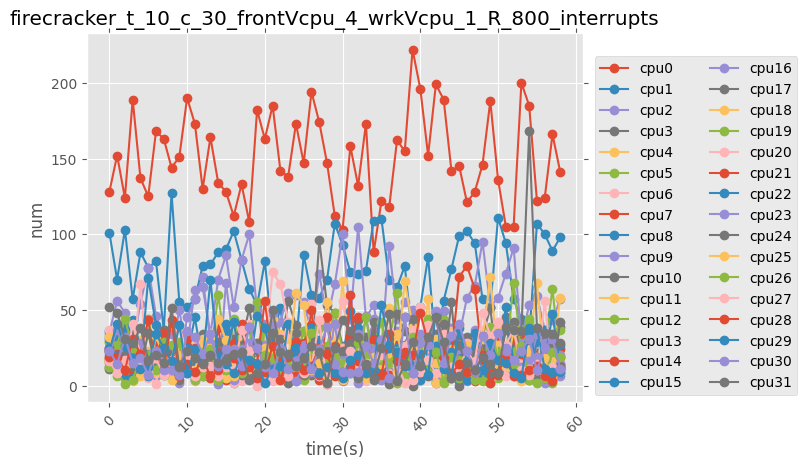 firecracker_t_10_c_30_frontVcpu_4_wrkVcpu_1_R_800_interrupts
num
200
150
100
50
0
0
10
20
30
40
50
60
time(s)
cpu0
cpu1
cpu2
cpu3
cpu4
cpu5
cpu6
cpu7
cpu8
cpu9
cpu10
cpu11
cpu12
cpu13
cpu14
cpu15
cpu16
cpu17
cpu18
cpu19
cpu20
cpu21
cpu22
cpu23
cpu24
cpu25
cpu26
cpu27
cpu28
cpu29
cpu30
cpu31